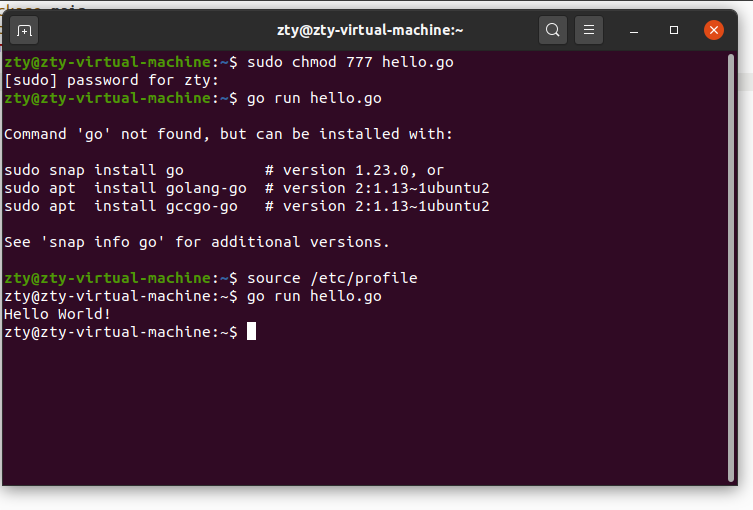 zty@zty-virtual-machine:~
zty@zty-virtual-machine:~$ sudo chmod 777 hello.go
[sudo] password for zty:
zty@zty-virtual-machine:~$ go run hello.go
Command 'go' not found, but can be installed with:
sudo snap install go         # version 1.23.0, or
sudo apt  install golang-go  # version 2:1.13~1ubuntu2
sudo apt  install gccgo-go   # version 2:1.13~1ubuntu2
See 'snap info go' for additional versions.
zty@zty-virtual-machine:~$ source /etc/profile
zty@zty-virtual-machine:~$ go run hello.go
Hello World!
zty@zty-virtual-machine:~$